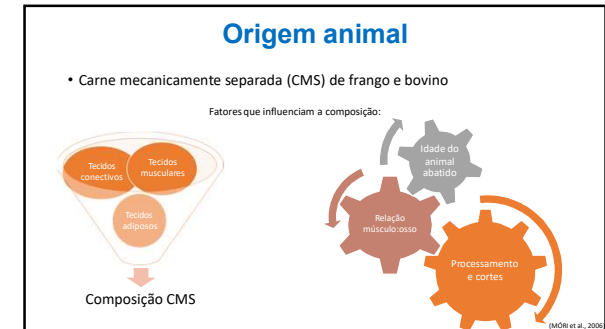 Origem animal
• Carne mecanicamente separada (CMS) de frango e bovino
Fatores que influenciam a composição:
Tecidos
conectivos
Tecidos
musculares
Tecidos
adiposos
Composição CMS
Idade do
animal
abatido
Relação
músculo:osso
Processamento
e cortes
(MÓRI et al., 2006)